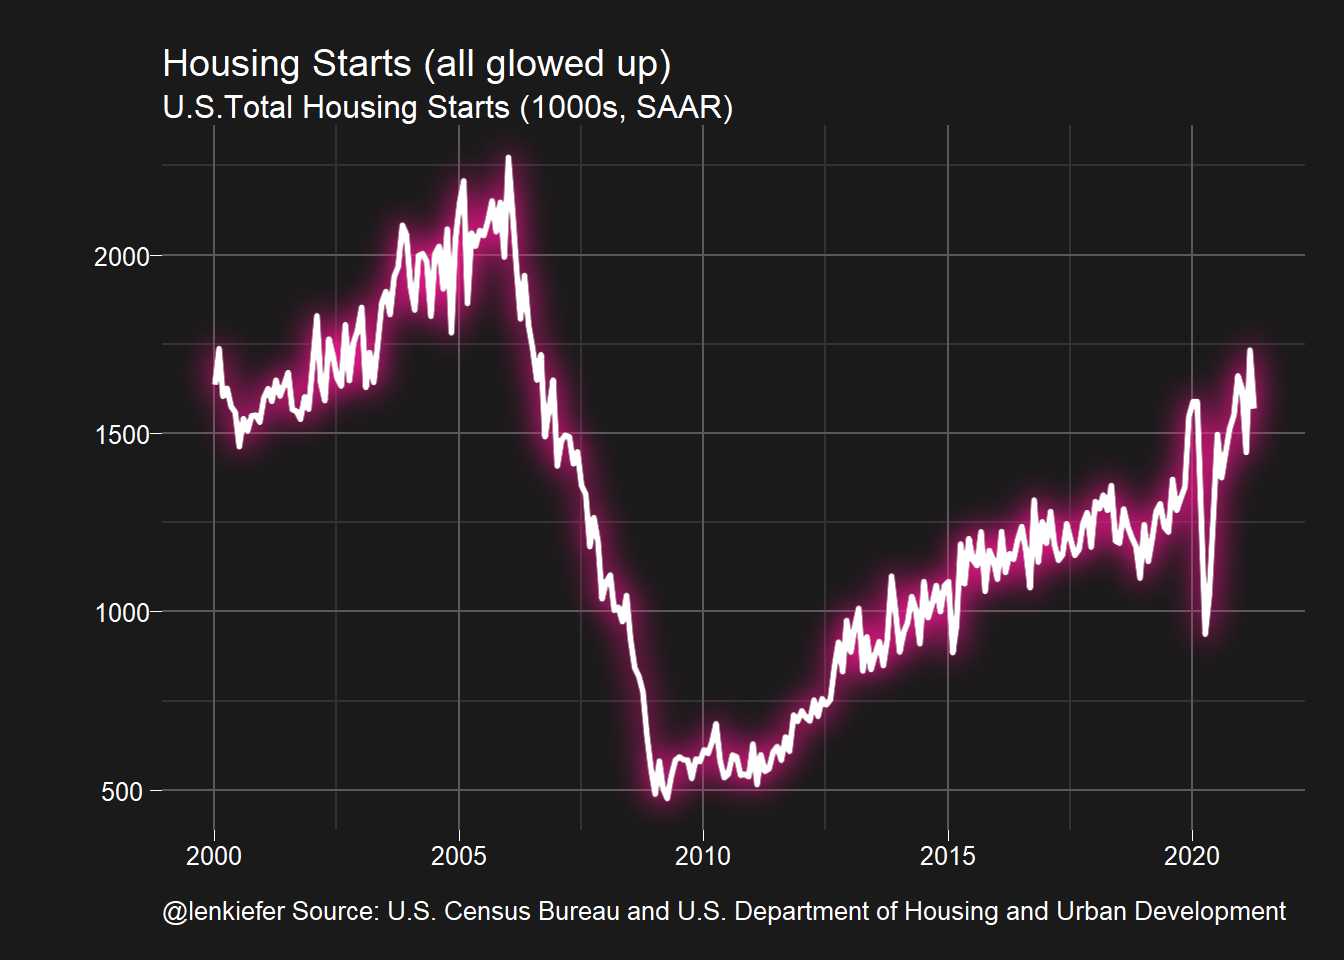 Housing Starts (all glowed up)
U.S.Total Housing Starts (1000s, SAAR)
2000
1500
1000
500
2000 2005 2010 2015 2020
@lenkiefer Source: U.S. Census Bureau and U.S. Department of Housing and Urban Development